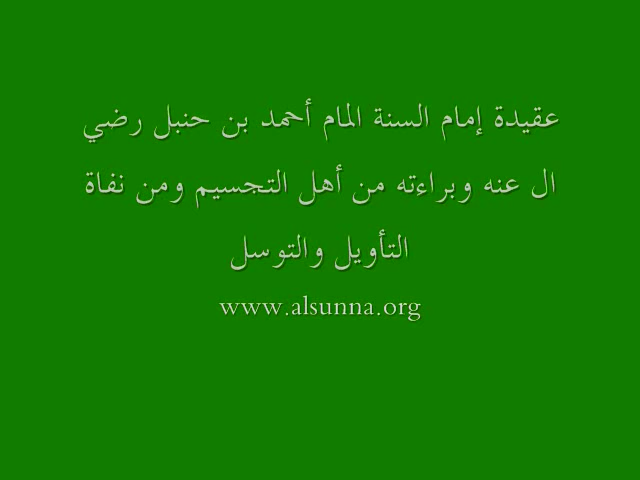 عقيدة إمام السنة المام أحمد بن حنبل رضي
ال عنه وبراءته من أهل التجسيم ومن نفاة
التأويل والتوسل
www.alsunna.org